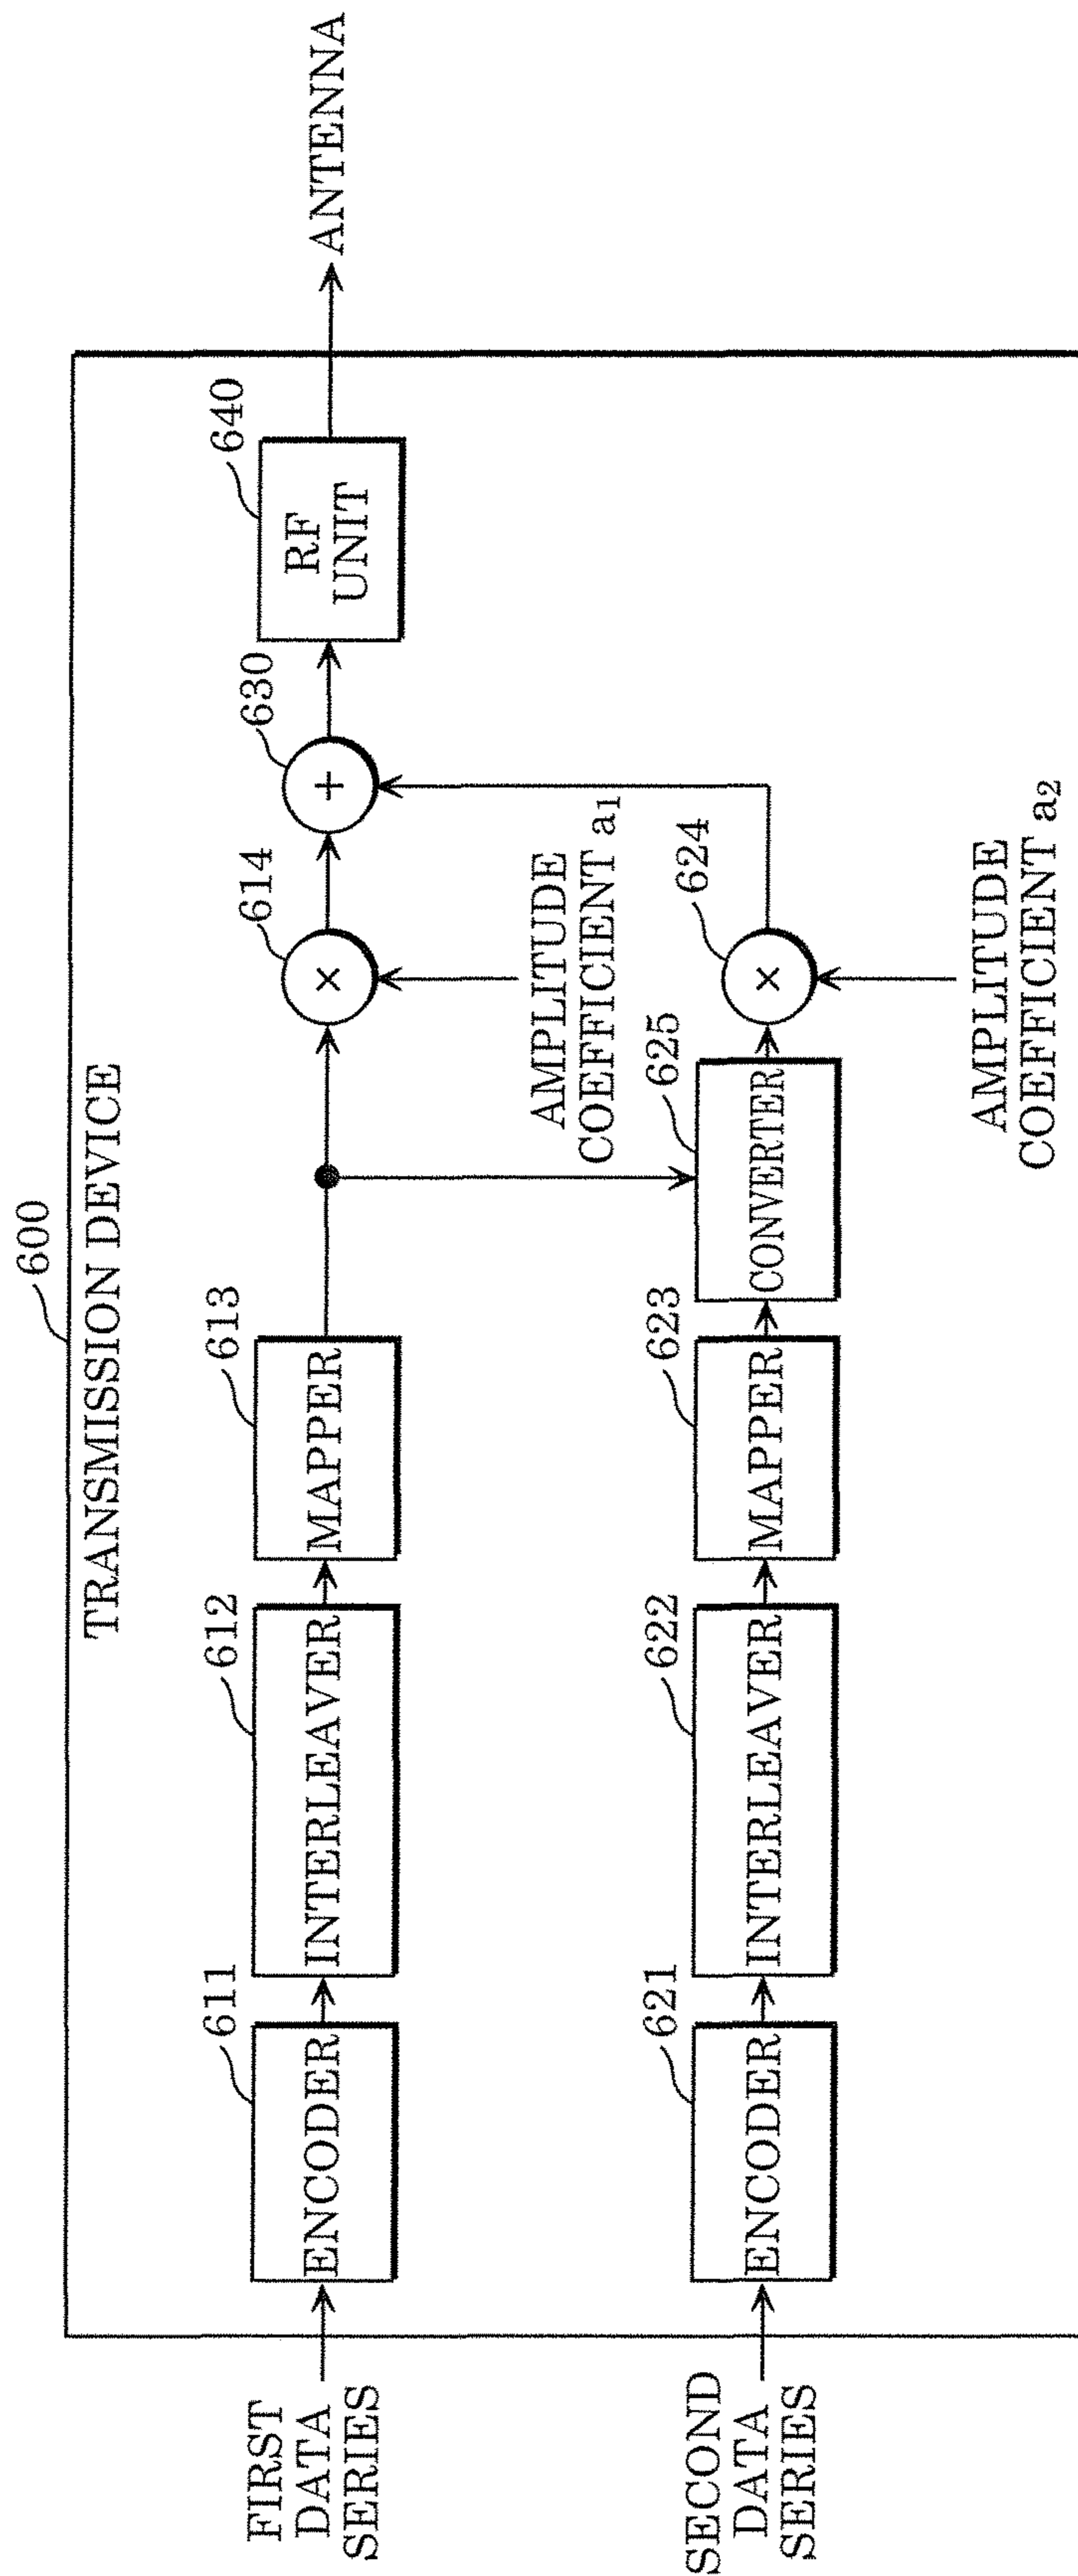 600
TRANSMISSION DEVICE
FIRST
DATA
SERIES
611
ENCODER
612
INTERLEAVER
613
MAPPER
614
×
AMPLITUDE
COEFFICIENT a1
630
+
640
RF
UNIT
ANTENNA
SECOND
DATA
SERIES
621
ENCODER
622
INTERLEAVER
623
MAPPER
625
CONVERTER
624
×
AMPLITUDE
COEFFICIENT a2